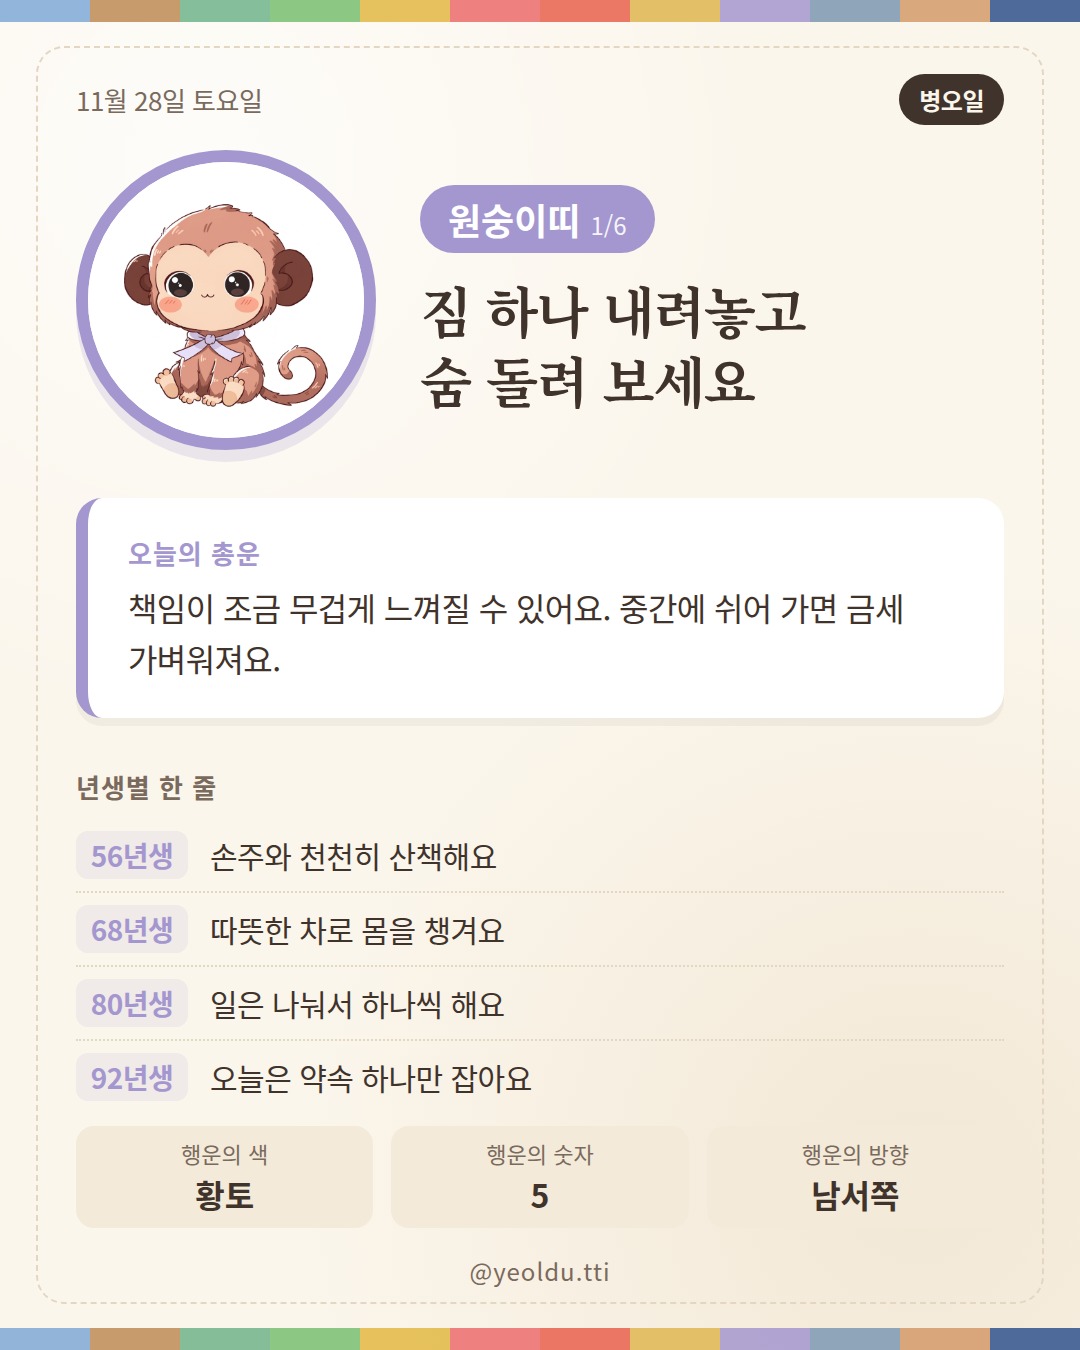 11월 28일 토요일
병오일
원숭이띠 1/6
짐 하나 내려놓고
숨 돌려 보세요
오늘의 총운
책임이 조금 무겁게 느껴질 수 있어요. 중간에 쉬어 가면 금세
가벼워져요.
년생별 한 줄
56년생 손주와 천천히 산책해요
68년생 따뜻한 차로 몸을 챙겨요
80년생 일은 나눠서 하나씩 해요
92년생 오늘은 약속 하나만 잡아요
행운의 색
황토
행운의 숫자
5
행운의 방향
남서쪽
@yeoldu.tti